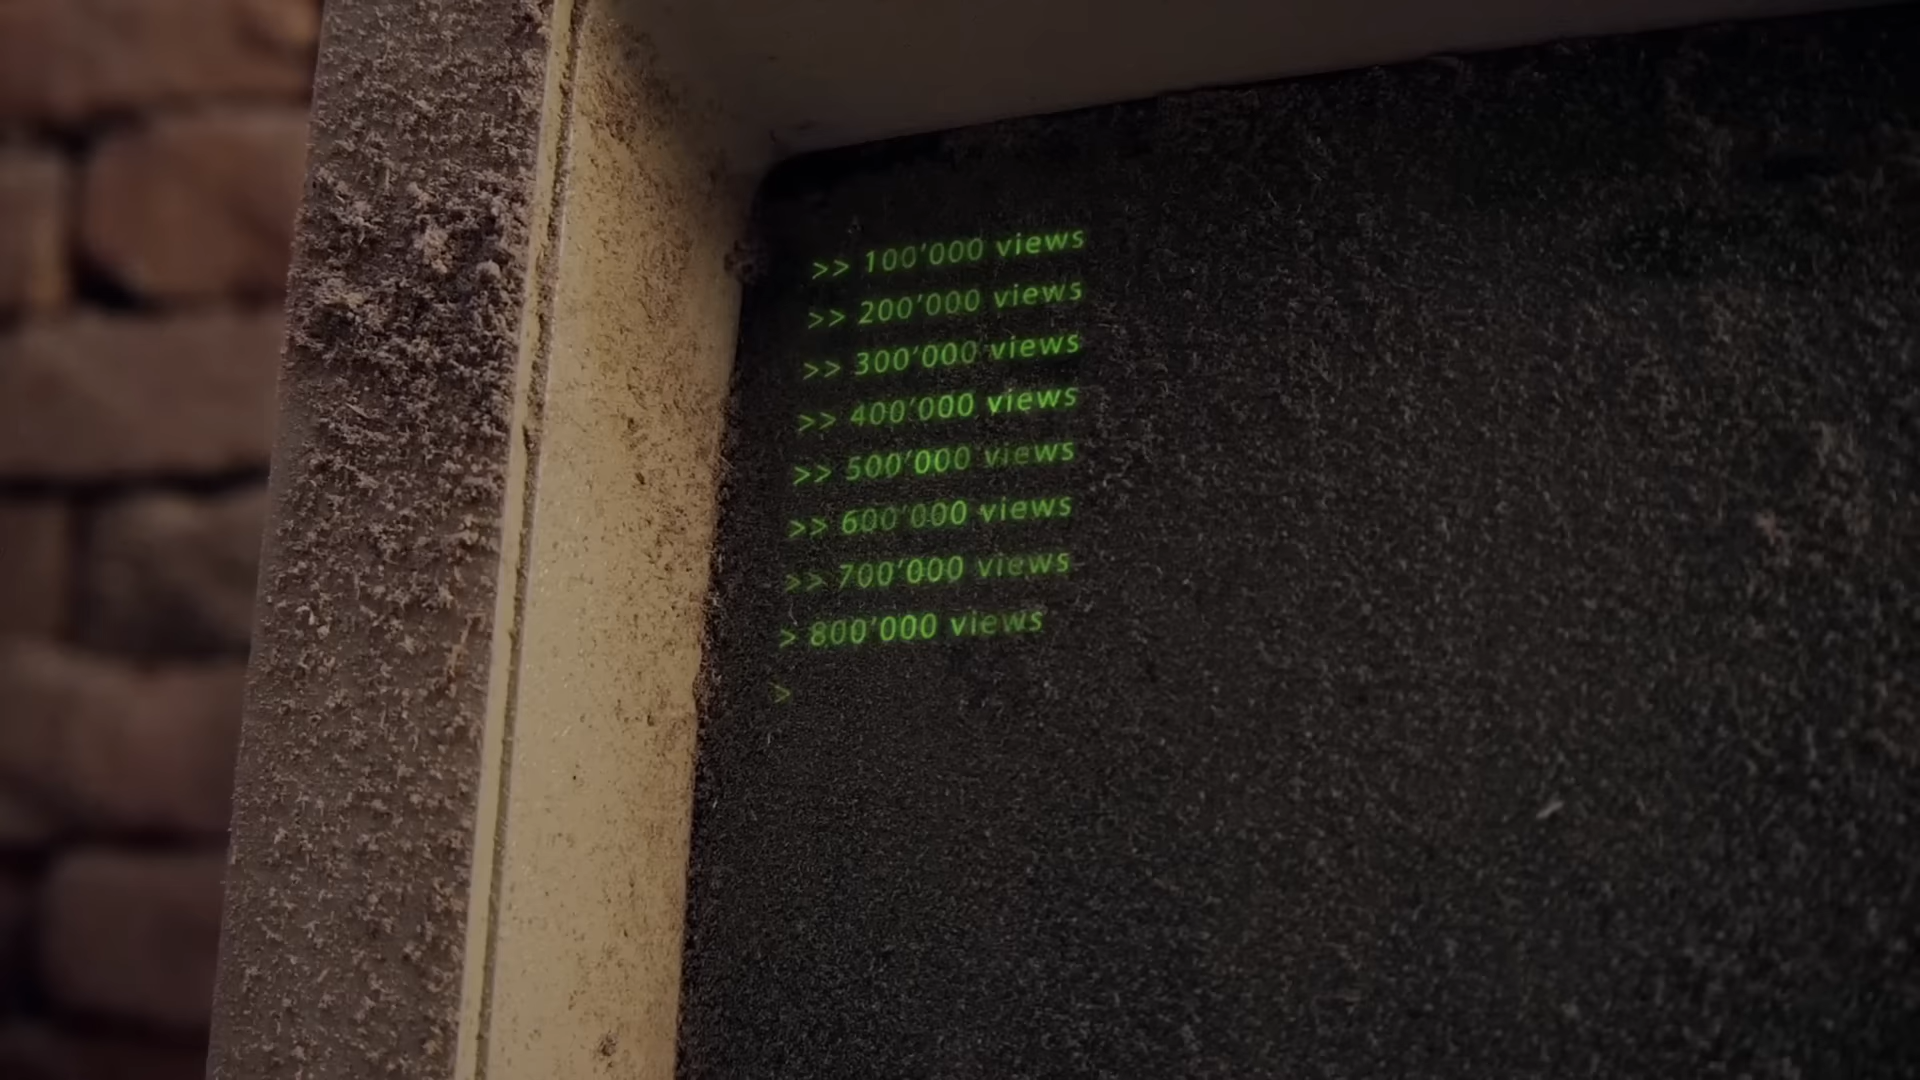 >> 100’000 views
>> 200’000 views
>> 300’000 views
>> 400’000 views
>> 500’000 views
>> 600’000 views
>> 700’000 views
> 800’000 views
>